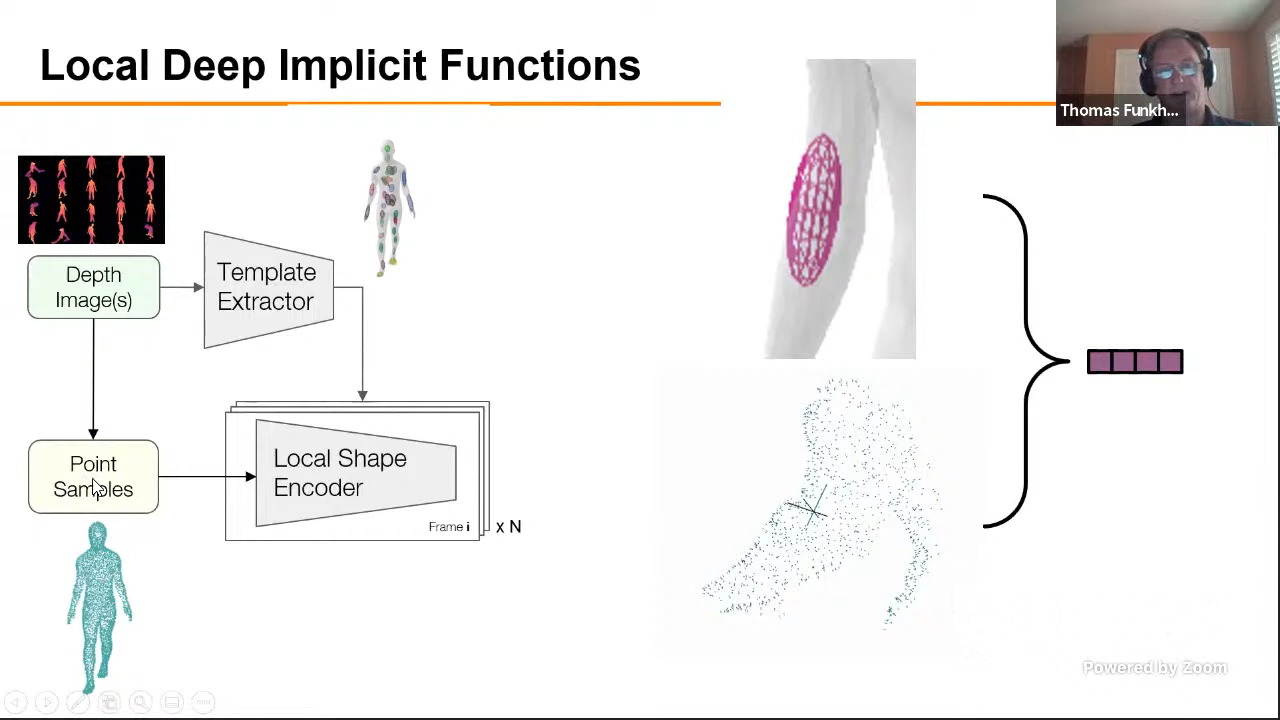 Local Deep Implicit Functions
Thomas Funkh...
Depth
Image(s)
Template
Extractor
Point
Samples
Local Shape
Encoder
Frame i
x N
Powered by Zoom